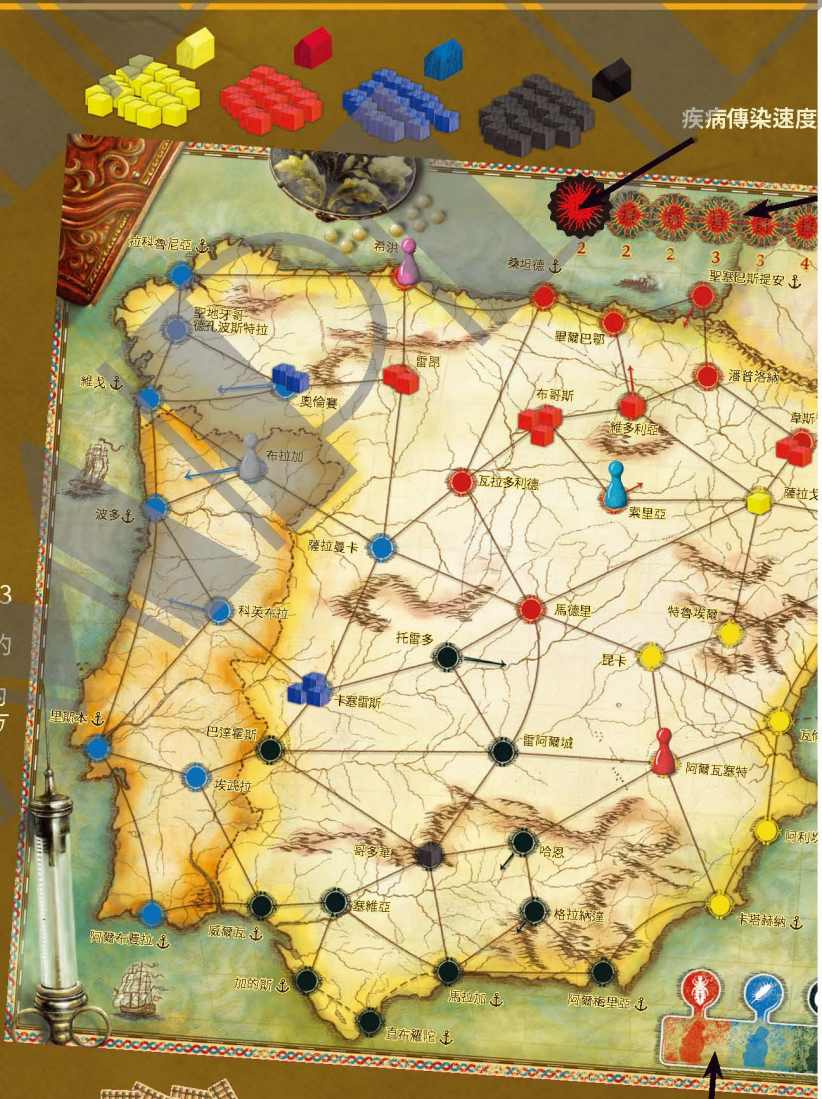 疾病傳染速度
2
2
2
3
3
4
拉科魯尼亞
希洪
桑坦德
聖塞巴斯提安
聖地牙哥
德孔波斯特拉
畢爾巴鄂
雷昂
潘普洛納
維戈
奧倫賽
布哥斯
韋斯
維多利亞
布拉加
瓦拉多利德
薩拉戈
波多
索里亞
薩拉曼卡
3
科英布拉
馬德里
特魯埃爾
的
托雷多
昆卡
卡塞雷斯
里斯本
巴達霍斯
雷阿爾城
阿爾瓦塞特
埃武拉
哥多華
哈恩
塞維亞
格拉納達
卡塔赫納
阿爾布費拉
威爾瓦
加的斯
馬拉加
阿爾梅里亞
直布羅陀